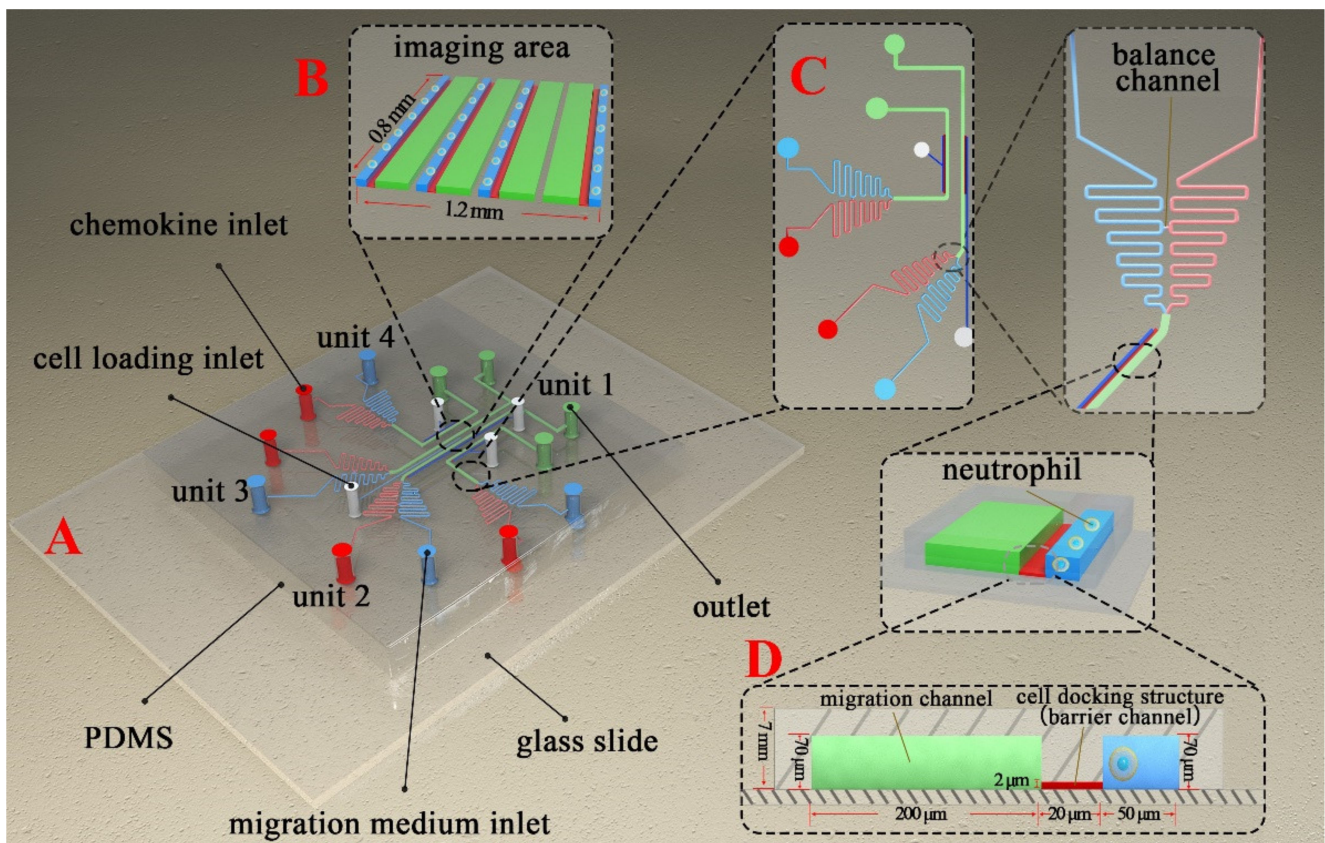 B
imaging area
0.8 mm
1.2 mm
C
balance
channel
chemokine inlet
cell loading inlet
unit 4
unit 1
unit 3
A
unit 2
PDMS
glass slide
outlet
migration medium inlet
neutrophil
D
migration channel
cell docking structure
(barrier channel)
7 mm
70 μm
2 μm
70 μm
200 μm
20 μm
50 μm